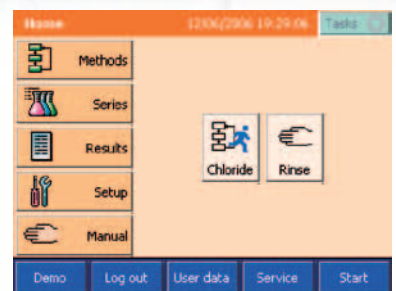 Home 12/06/2006 19:29:06 Tasks
Methods
Series
Results
Setup
Manual
Chloride Rinse
Demo Log out User data Service Start